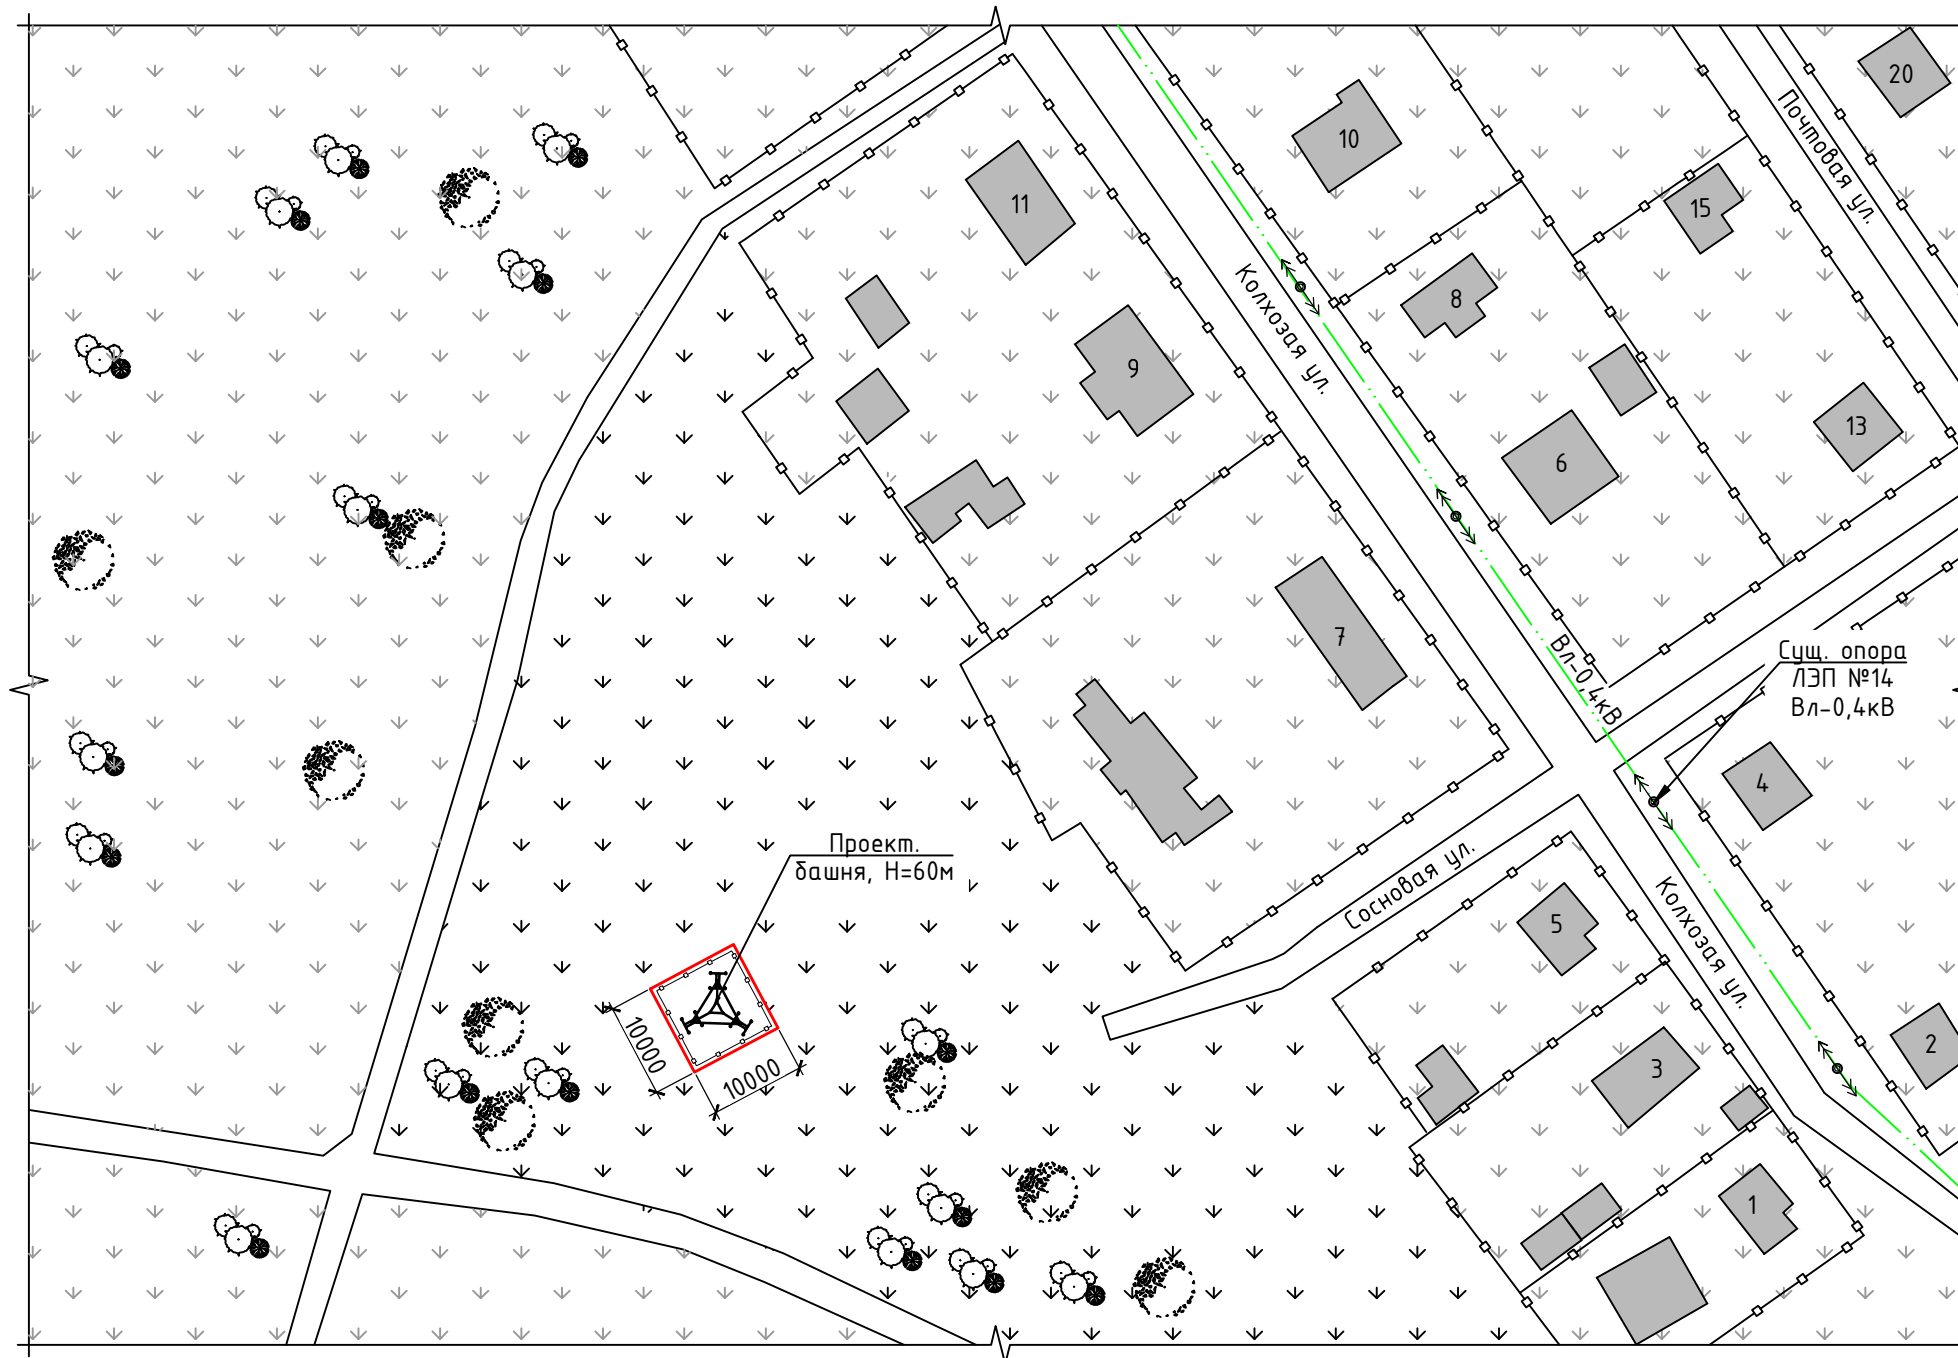 20
Почтовая ул.
10
15
11
Колхозая ул.
8
9
13
6
7
Вл-0,4кВ
Сущ. опора
ЛЭП №14
Вл-0,4кВ
4
Проект.
башня, Н=60м
Сосновая ул.
Колхозая ул.
5
10000
10000
3
2
1